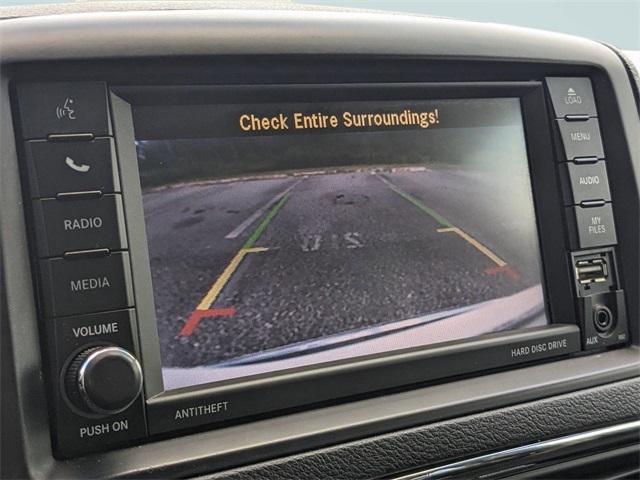 Check Entire Surroundings!
RADIO
MEDIA
VOLUME
PUSH ON
ANTITHEFT
HARD DISC DRIVE
LOAD
MENU
AUDIO
MY
FILES
AUX